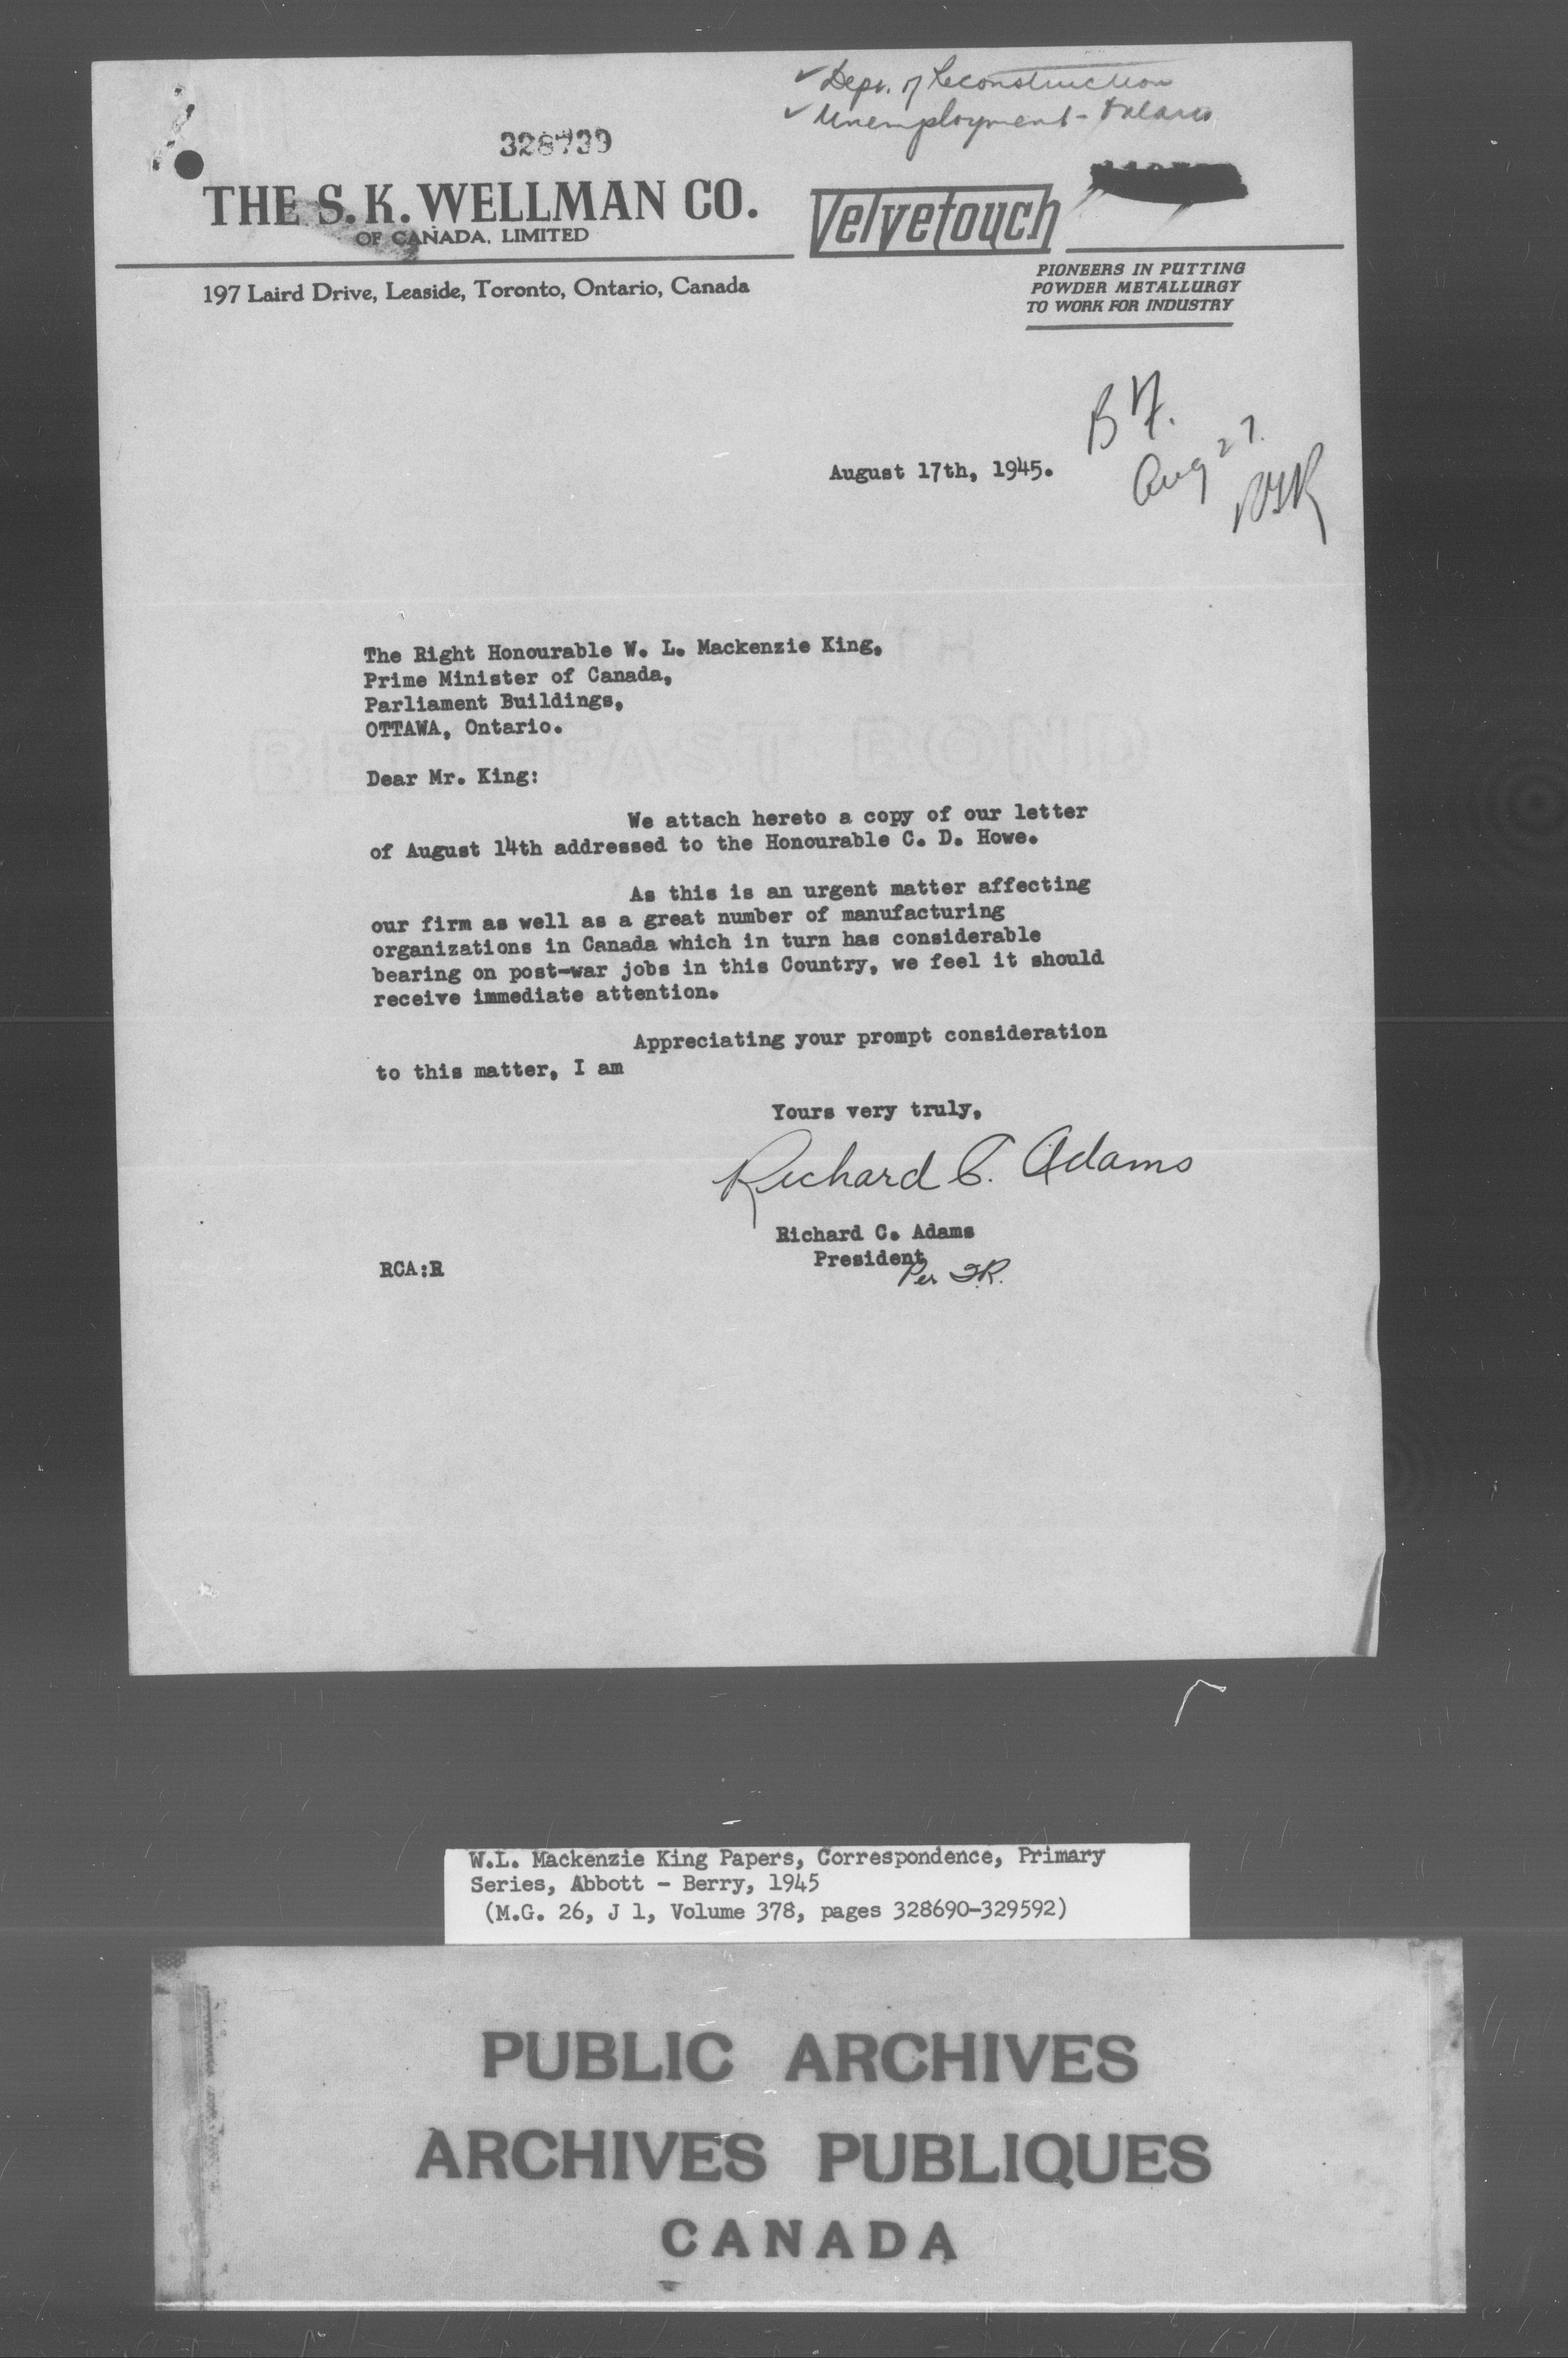 Dept. of Reconstruction
Unemployment -
328739
THE S. K. WELLMAN CO.
OF CANADA, LIMITED
Velvetouch
197 Laird Drive, Leaside, Toronto, Ontario, Canada
PIONEERS IN PUTTING
POWDER METALLURGY
TO WORK FOR INDUSTRY
B.F.
Aug 27.
August 17th, 1945.
The Right Honourable W. L. Mackenzie King,
Prime Minister of Canada,
Parliament Buildings,
OTTAWA, Ontario.
Dear Mr. King:
We attach hereto a copy of our letter
of August 14th addressed to the Honourable C. D. Howe.
As this is an urgent matter affecting
our firm as well as a great number of manufacturing
organizations in Canada which in turn has considerable
bearing on post-war jobs in this Country, we feel it should
receive immediate attention.
Appreciating your prompt consideration
to this matter, I am
Yours very truly,
Richard C. Adams
Richard C. Adams
President
Per
RCA:R
W.L. Mackenzie King Papers, Correspondence, Primary
Series, Abbott - Berry, 1945
(M.G. 26, J 1, Volume 378, pages 328690-329592)
PUBLIC ARCHIVES
ARCHIVES PUBLIQUES
CANADA